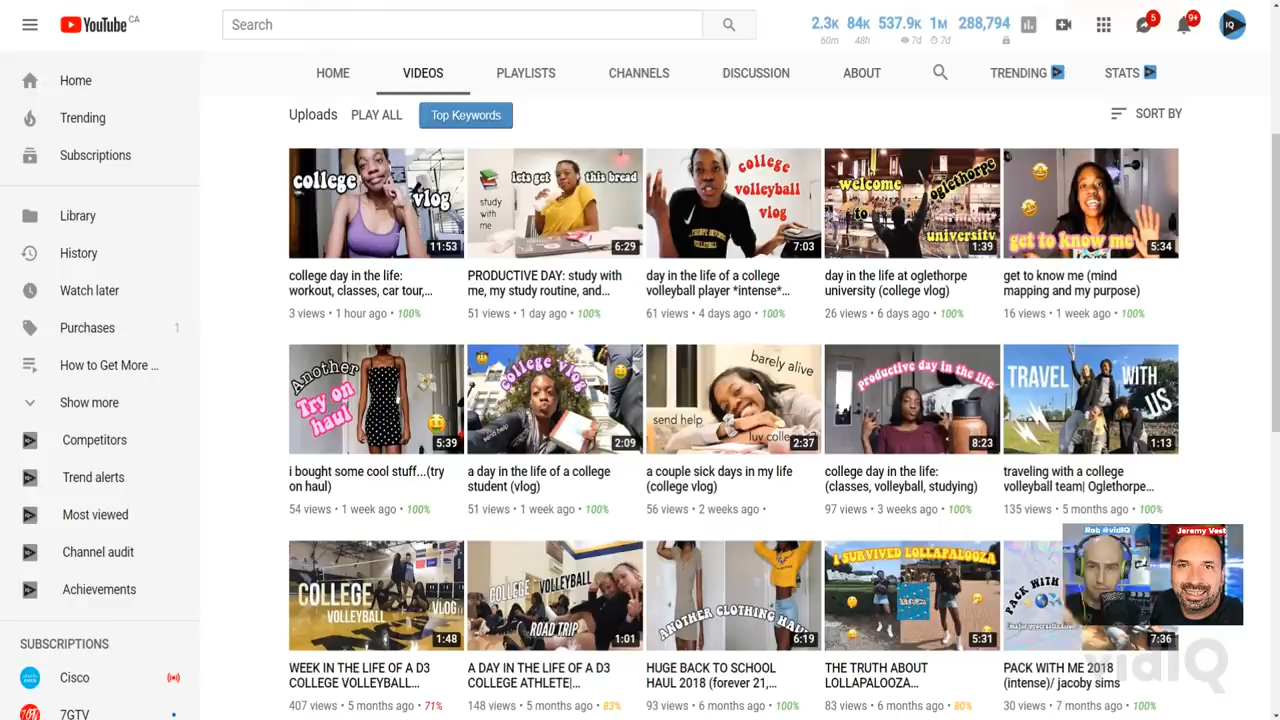 YouTube CA
Search
2.3K 84K 537.9K 1M 288,794
60m 48h 7d 7d
5
9+
IQ
HOME VIDEOS PLAYLISTS CHANNELS DISCUSSION ABOUT TRENDING STATS
Home
Trending
Subscriptions
Library
History
Watch later
Purchases 1
How to Get More ...
Show more
Competitors
Trend alerts
Most viewed
Channel audit
Achievements
SUBSCRIPTIONS
Cisco
7GTV
Uploads PLAY ALL Top Keywords SORT BY
college vlog
11:53
college day in the life:
workout, classes, car tour,...
3 views • 1 hour ago • 100%
lets get this bread
study
with
me
6:29
PRODUCTIVE DAY: study with
me, my study routine, and...
51 views • 1 day ago • 100%
college
volleyball
vlog
7:03
day in the life of a college
volleyball player *intense*...
61 views • 4 days ago • 100%
welcome
to
oglethorpe
university
1:39
day in the life at oglethorpe
university (college vlog)
26 views • 6 days ago • 100%
get to know me
5:34
get to know me (mind
mapping and my purpose)
16 views • 1 week ago • 100%
Another
Try on
haul
5:39
i bought some cool stuff...(try
on haul)
54 views • 1 week ago • 100%
college vlog
send help
2:09
a day in the life of a college
student (vlog)
51 views • 1 week ago • 100%
barely alive
send help
luv colle
2:37
a couple sick days in my life
(college vlog)
56 views • 2 weeks ago •
productive day in the life
8:23
college day in the life:
(classes, volleyball, studying)
97 views • 3 weeks ago • 100%
TRAVEL WITH
US
1:13
traveling with a college
volleyball team| Oglethorpe...
135 views • 5 months ago • 100%
COLLEGE
VOLLEYBALL
VLOG
1:48
WEEK IN THE LIFE OF A D3
COLLEGE VOLLEYBALL...
407 views • 5 months ago • 71%
COLLEGE VOLLEYBALL
ROAD TRIP
1:01
A DAY IN THE LIFE OF A D3
COLLEGE ATHLETE|...
148 views • 5 months ago • 83%
ANOTHER CLOTHING HAUL
6:19
HUGE BACK TO SCHOOL
HAUL 2018 (forever 21,...
93 views • 6 months ago • 100%
I SURVIVED LOLLAPALOOZA
5:31
THE TRUTH ABOUT
LOLLAPALOOZA...
83 views • 6 months ago • 80%
PACK WITH
7:36
PACK WITH ME 2018
(intense)/ jacoby sims
30 views • 7 months ago • 100%
Rob @vidIQ
Jeremy Vest
vidIQ